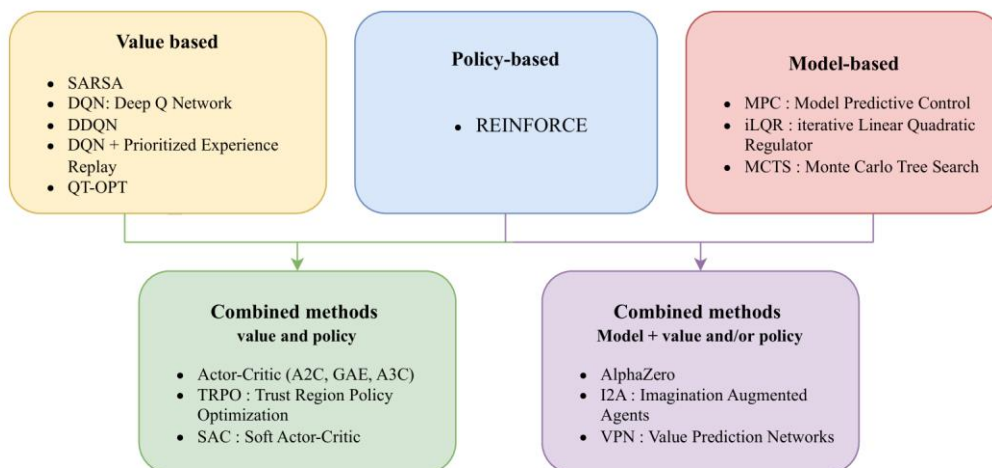 Value based
• SARSA
• DQN: Deep Q Network
• DDQN
• DQN + Prioritized Experience
Replay
• QT-OPT
Policy-based
• REINFORCE
Model-based
• MPC : Model Predictive Control
• iLQR : iterative Linear Quadratic
Regulator
• MCTS : Monte Carlo Tree Search
Combined methods
value and policy
• Actor-Critic (A2C, GAE, A3C)
• TRPO : Trust Region Policy
Optimization
• SAC : Soft Actor-Critic
Combined methods
Model + value and/or policy
• AlphaZero
• I2A : Imagination Augmented
Agents
• VPN : Value Prediction Networks